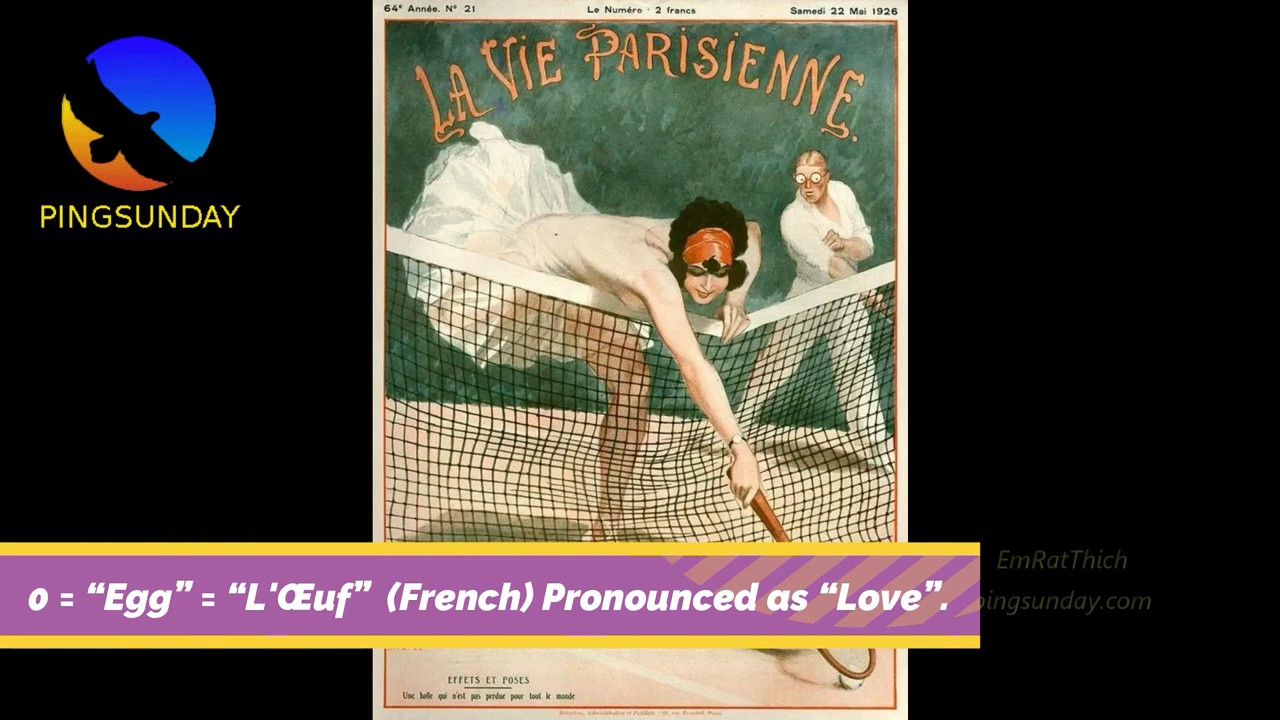 64e Année. No 21
Le Numéro · 2 francs
Samedi 22 Mai 1926
LA ViE PARiSiENNE.
PINGSUNDAY
EmRatThich
pingsunday.com
0 = “Egg” = “L'Œuf” (French) Pronounced as “Love”.
EFFETS ET POSES
Une balle qui n'est pas perdue pour tout le monde